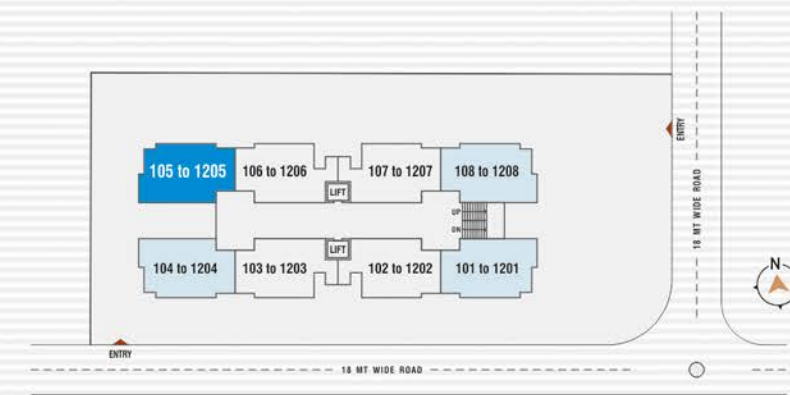 ENTRY
105 to 1205
106 to 1206
107 to 1207
108 to 1208
LIFT
UP
DN
18 MT WIDE ROAD
LIFT
104 to 1204
103 to 1203
102 to 1202
101 to 1201
N
ENTRY
18 MT WIDE ROAD